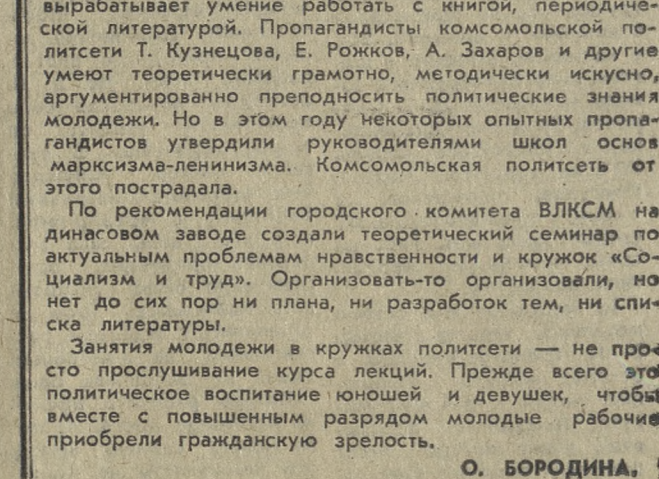 вырабатывает умение работать с книгой, периодиче-
ской литературой. Пропагандисты комсомольской по-
литсети Т. Кузнецова, Е. Рожков, А. Захаров и другие
умеют теоретически грамотно, методически искусно,
аргументированно преподносить политические знания
молодежи. Но в этом году некоторых опытных пропа-
гандистов утвердили руководителями школ основ
марксизма-ленинизма. Комсомольская политсеть от
этого пострадала.
По рекомендации городского комитета ВЛКСМ на
динасовом заводе создали теоретический семинар по
актуальным проблемам нравственности и кружок «Со-
циализм и труд». Организовать-то организовали, но
нет до сих пор ни плана, ни разработок тем, ни спи-
ска литературы.
Занятия молодежи в кружках политсети — не про-
сто прослушивание курса лекций. Прежде всего это
политическое воспитание юношей и девушек, чтобы
вместе с повышенным разрядом молодые рабочие
приобрели гражданскую зрелость.
О. БОРОДИНА,